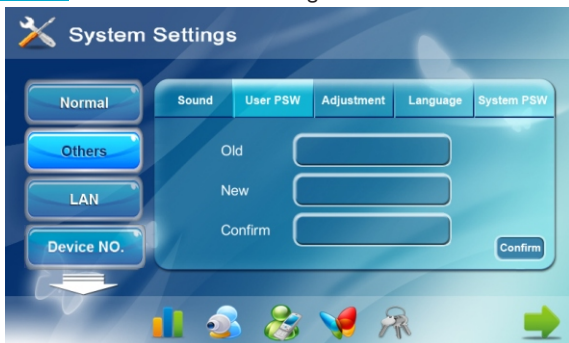 System Settings
Normal
Others
LAN
Device NO.
Sound User PSW Adjustment Language System PSW
Old
New
Confirm
Confirm